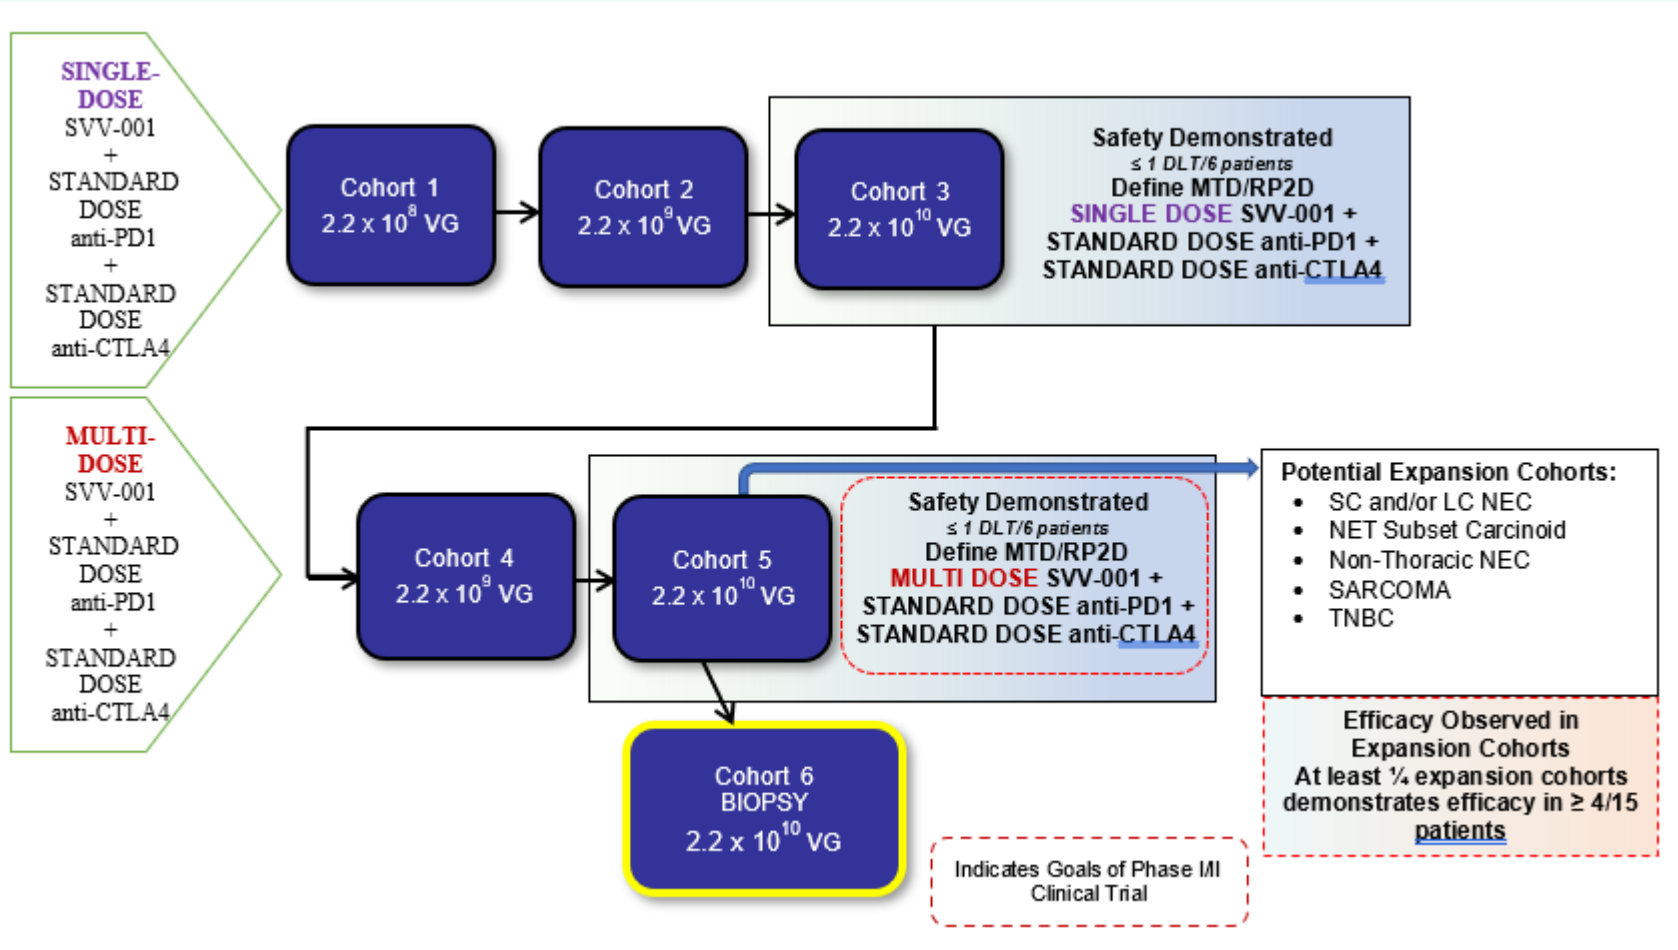 SINGLE-
DOSE
SVV-001
+
STANDARD
DOSE
anti-PD1
+
STANDARD
DOSE
anti-CTLA4
Cohort 1
2.2 x 10⁸ VG
Cohort 2
2.2 x 10⁹ VG
Cohort 3
2.2 x 10¹⁰ VG
Safety Demonstrated
≤ 1 DLT/6 patients
Define MTD/RP2D
SINGLE DOSE SVV-001 +
STANDARD DOSE anti-PD1 +
STANDARD DOSE anti-CTLA4
MULTI-
DOSE
SVV-001
+
STANDARD
DOSE
anti-PD1
+
STANDARD
DOSE
anti-CTLA4
Cohort 4
2.2 x 10⁹ VG
Cohort 5
2.2 x 10¹⁰ VG
Safety Demonstrated
≤ 1 DLT/6 patients
Define MTD/RP2D
MULTI DOSE SVV-001 +
STANDARD DOSE anti-PD1 +
STANDARD DOSE anti-CTLA4
Potential Expansion Cohorts:
• SC and/or LC NEC
• NET Subset Carcinoid
• Non-Thoracic NEC
• SARCOMA
• TNBC
Efficacy Observed in
Expansion Cohorts
At least ¼ expansion cohorts
demonstrates efficacy in ≥ 4/15
patients
Cohort 6
BIOPSY
2.2 x 10¹⁰ VG
Indicates Goals of Phase I/II
Clinical Trial